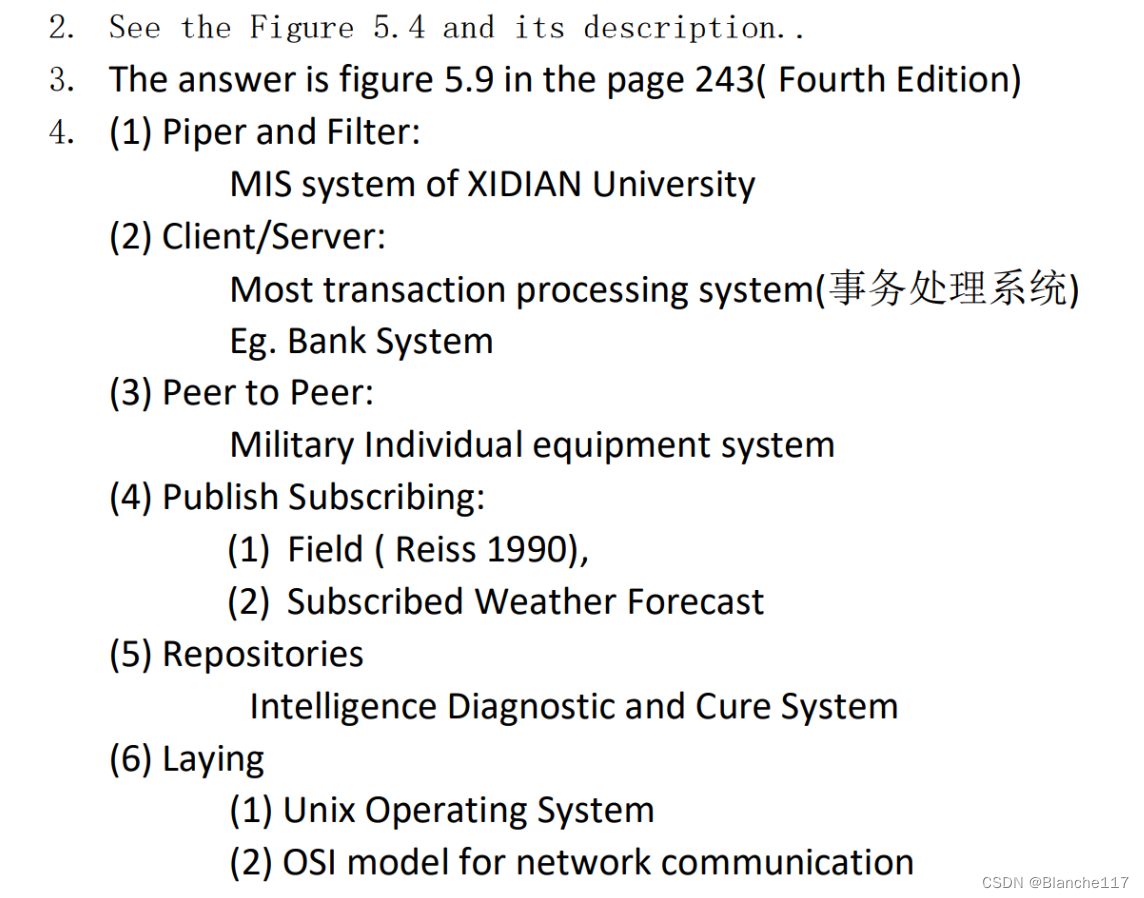 2. See the Figure 5.4 and its description..
3. The answer is figure 5.9 in the page 243( Fourth Edition)
4. (1) Piper and Filter:
MIS system of XIDIAN University
(2) Client/Server:
Most transaction processing system(事务处理系统)
Eg. Bank System
(3) Peer to Peer:
Military Individual equipment system
(4) Publish Subscribing:
(1) Field ( Reiss 1990),
(2) Subscribed Weather Forecast
(5) Repositories
Intelligence Diagnostic and Cure System
(6) Laying
(1) Unix Operating System
(2) OSI model for network communication
CSDN @Blanche117